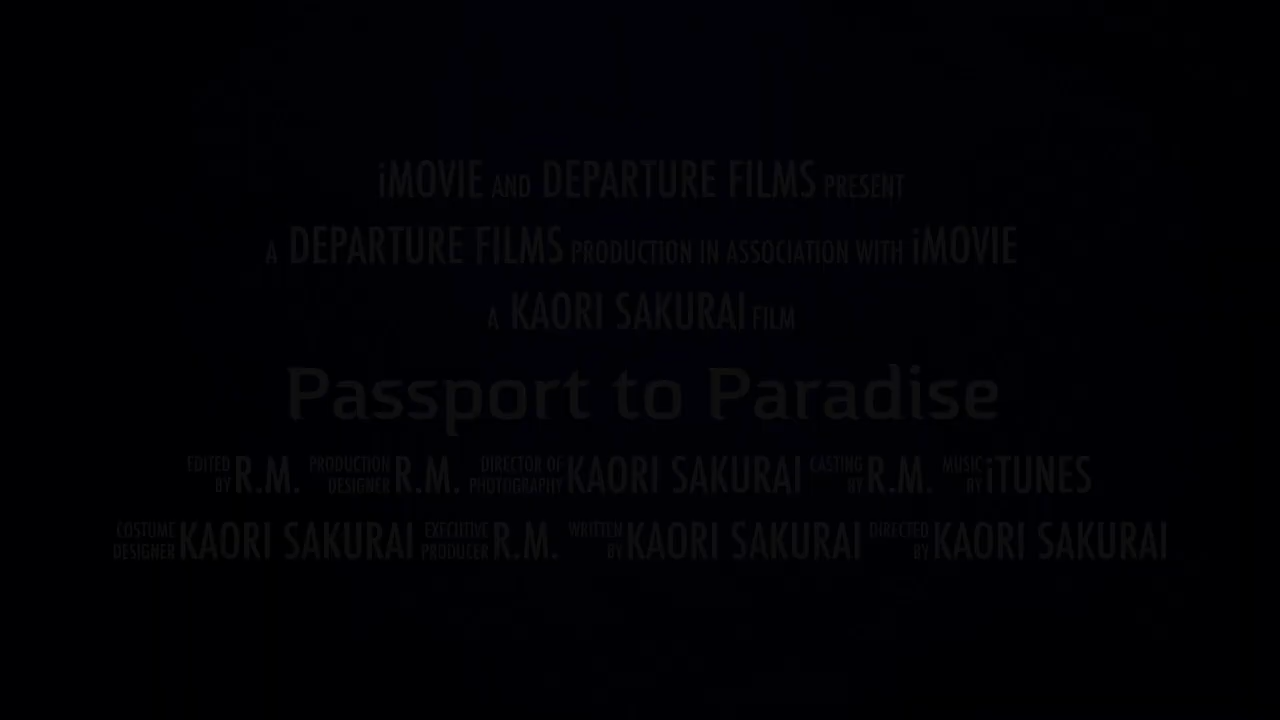 iMOVIE AND DEPARTURE FILMS PRESENT
A DEPARTURE FILMS PRODUCTION IN ASSOCIATION WITH iMOVIE
A KAORI SAKURAI FILM
Passport to Paradise
EDITED BY R.M. PRODUCTION DESIGNER R.M. DIRECTOR OF PHOTOGRAPHY KAORI SAKURAI CASTING BY R.M. MUSIC BY iTUNES
COSTUME DESIGNER KAORI SAKURAI EXECUTIVE PRODUCER R.M. WRITTEN BY KAORI SAKURAI DIRECTED BY KAORI SAKURAI